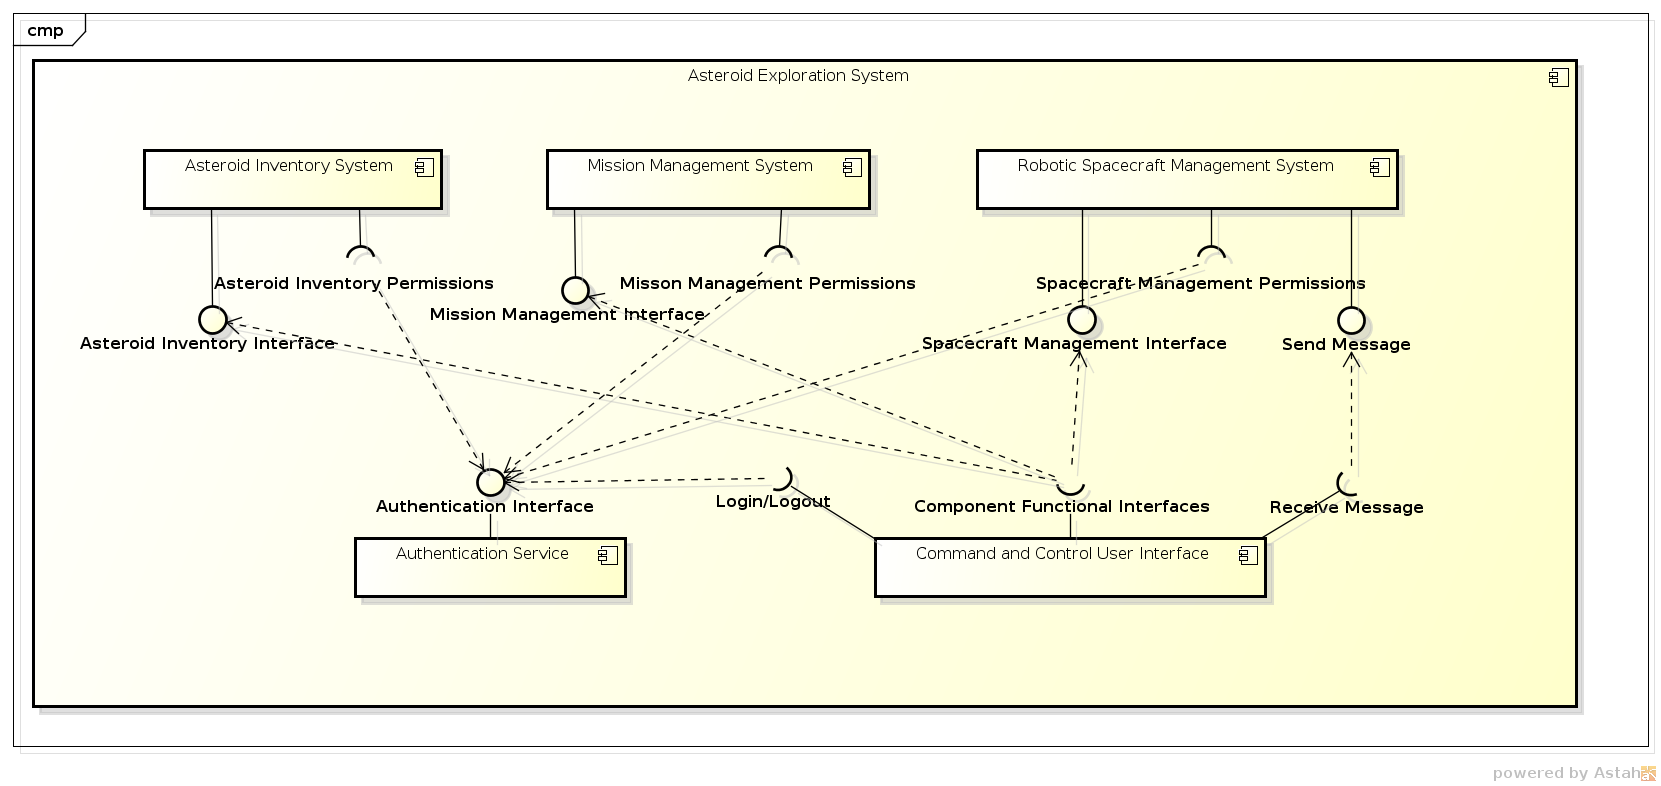 cmp
Asteroid Exploration System
Asteroid Inventory System
Mission Management System
Robotic Spacecraft Management System
Asteroid Inventory Permissions
Misson Management Permissions
Spacecraft Management Permissions
Mission Management Interface
Asteroid Inventory Interface
Spacecraft Management Interface
Send Message
Authentication Interface
Login/Logout
Component Functional Interfaces
Receive Message
Authentication Service
Command and Control User Interface
powered by Astah